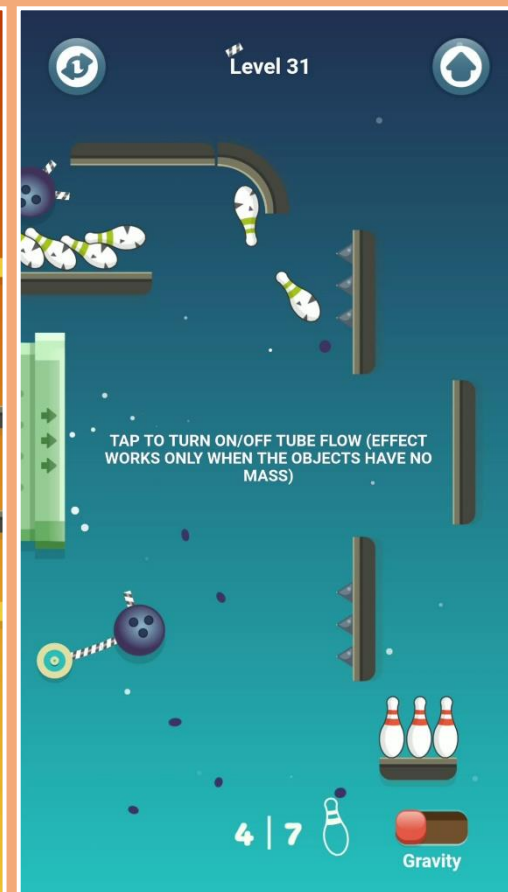 Level 31
TAP TO TURN ON/OFF TUBE FLOW (EFFECT
WORKS ONLY WHEN THE OBJECTS HAVE NO
MASS)
4 | 7
Gravity